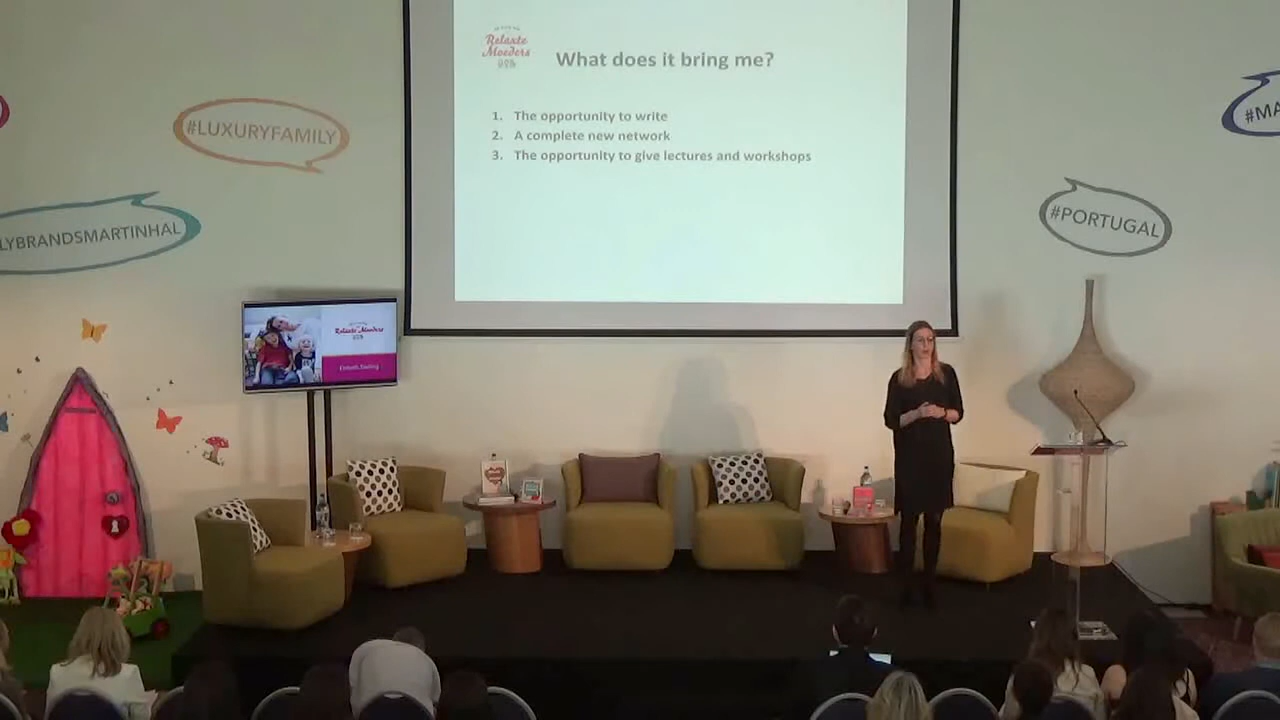 Relaxte
Moeders
What does it bring me?
1. The opportunity to write
2. A complete new network
3. The opportunity to give lectures and workshops
#LUXURYFAMILY
LYBRANDSMARTINHAL
#MA
#PORTUGAL
Relaxte Moeders